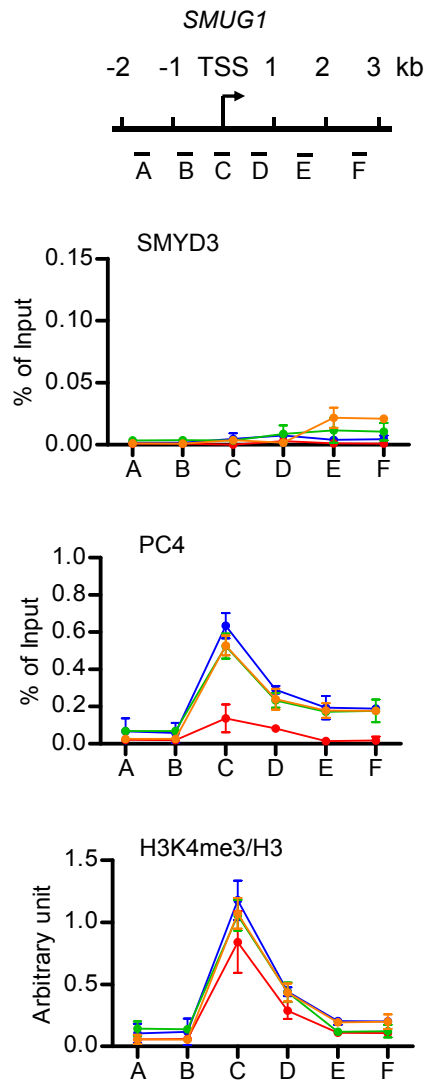 SMUG1
-2 -1 TSS 1 2 3 kb
A B C D E F
SMYD3
% of Input
0.15
0.10
0.05
0.00
A B C D E F
PC4
% of Input
1.0
0.8
0.6
0.4
0.2
0.0
A B C D E F
H3K4me3/H3
Arbitrary unit
1.5
1.0
0.5
0.0
A B C D E F